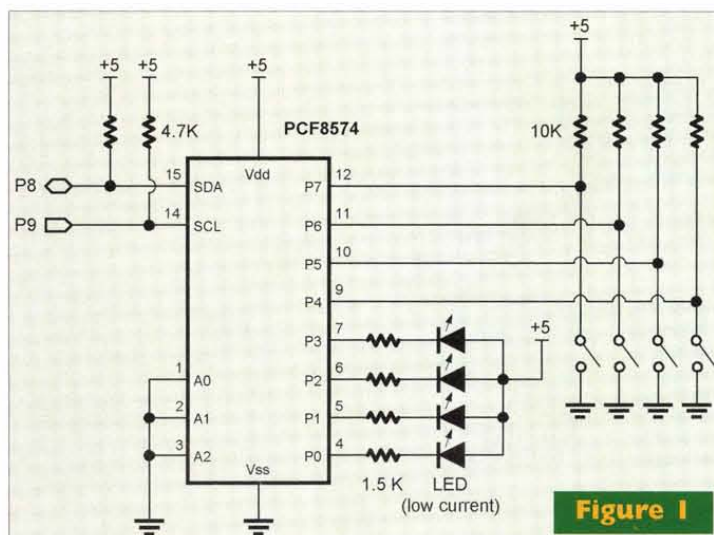 +5
+5 +5 +5
PCF8574
4.7K
10K
Vdd
P8 15 SDA P7 12
P9 14 SCL P6 11
P5 10
P4 9
P3 7
+5
1 A0 P2 6
2 A1 P1 5
3 A2 P0 4
Vss
1.5 K LED
(low current)
Figure 1